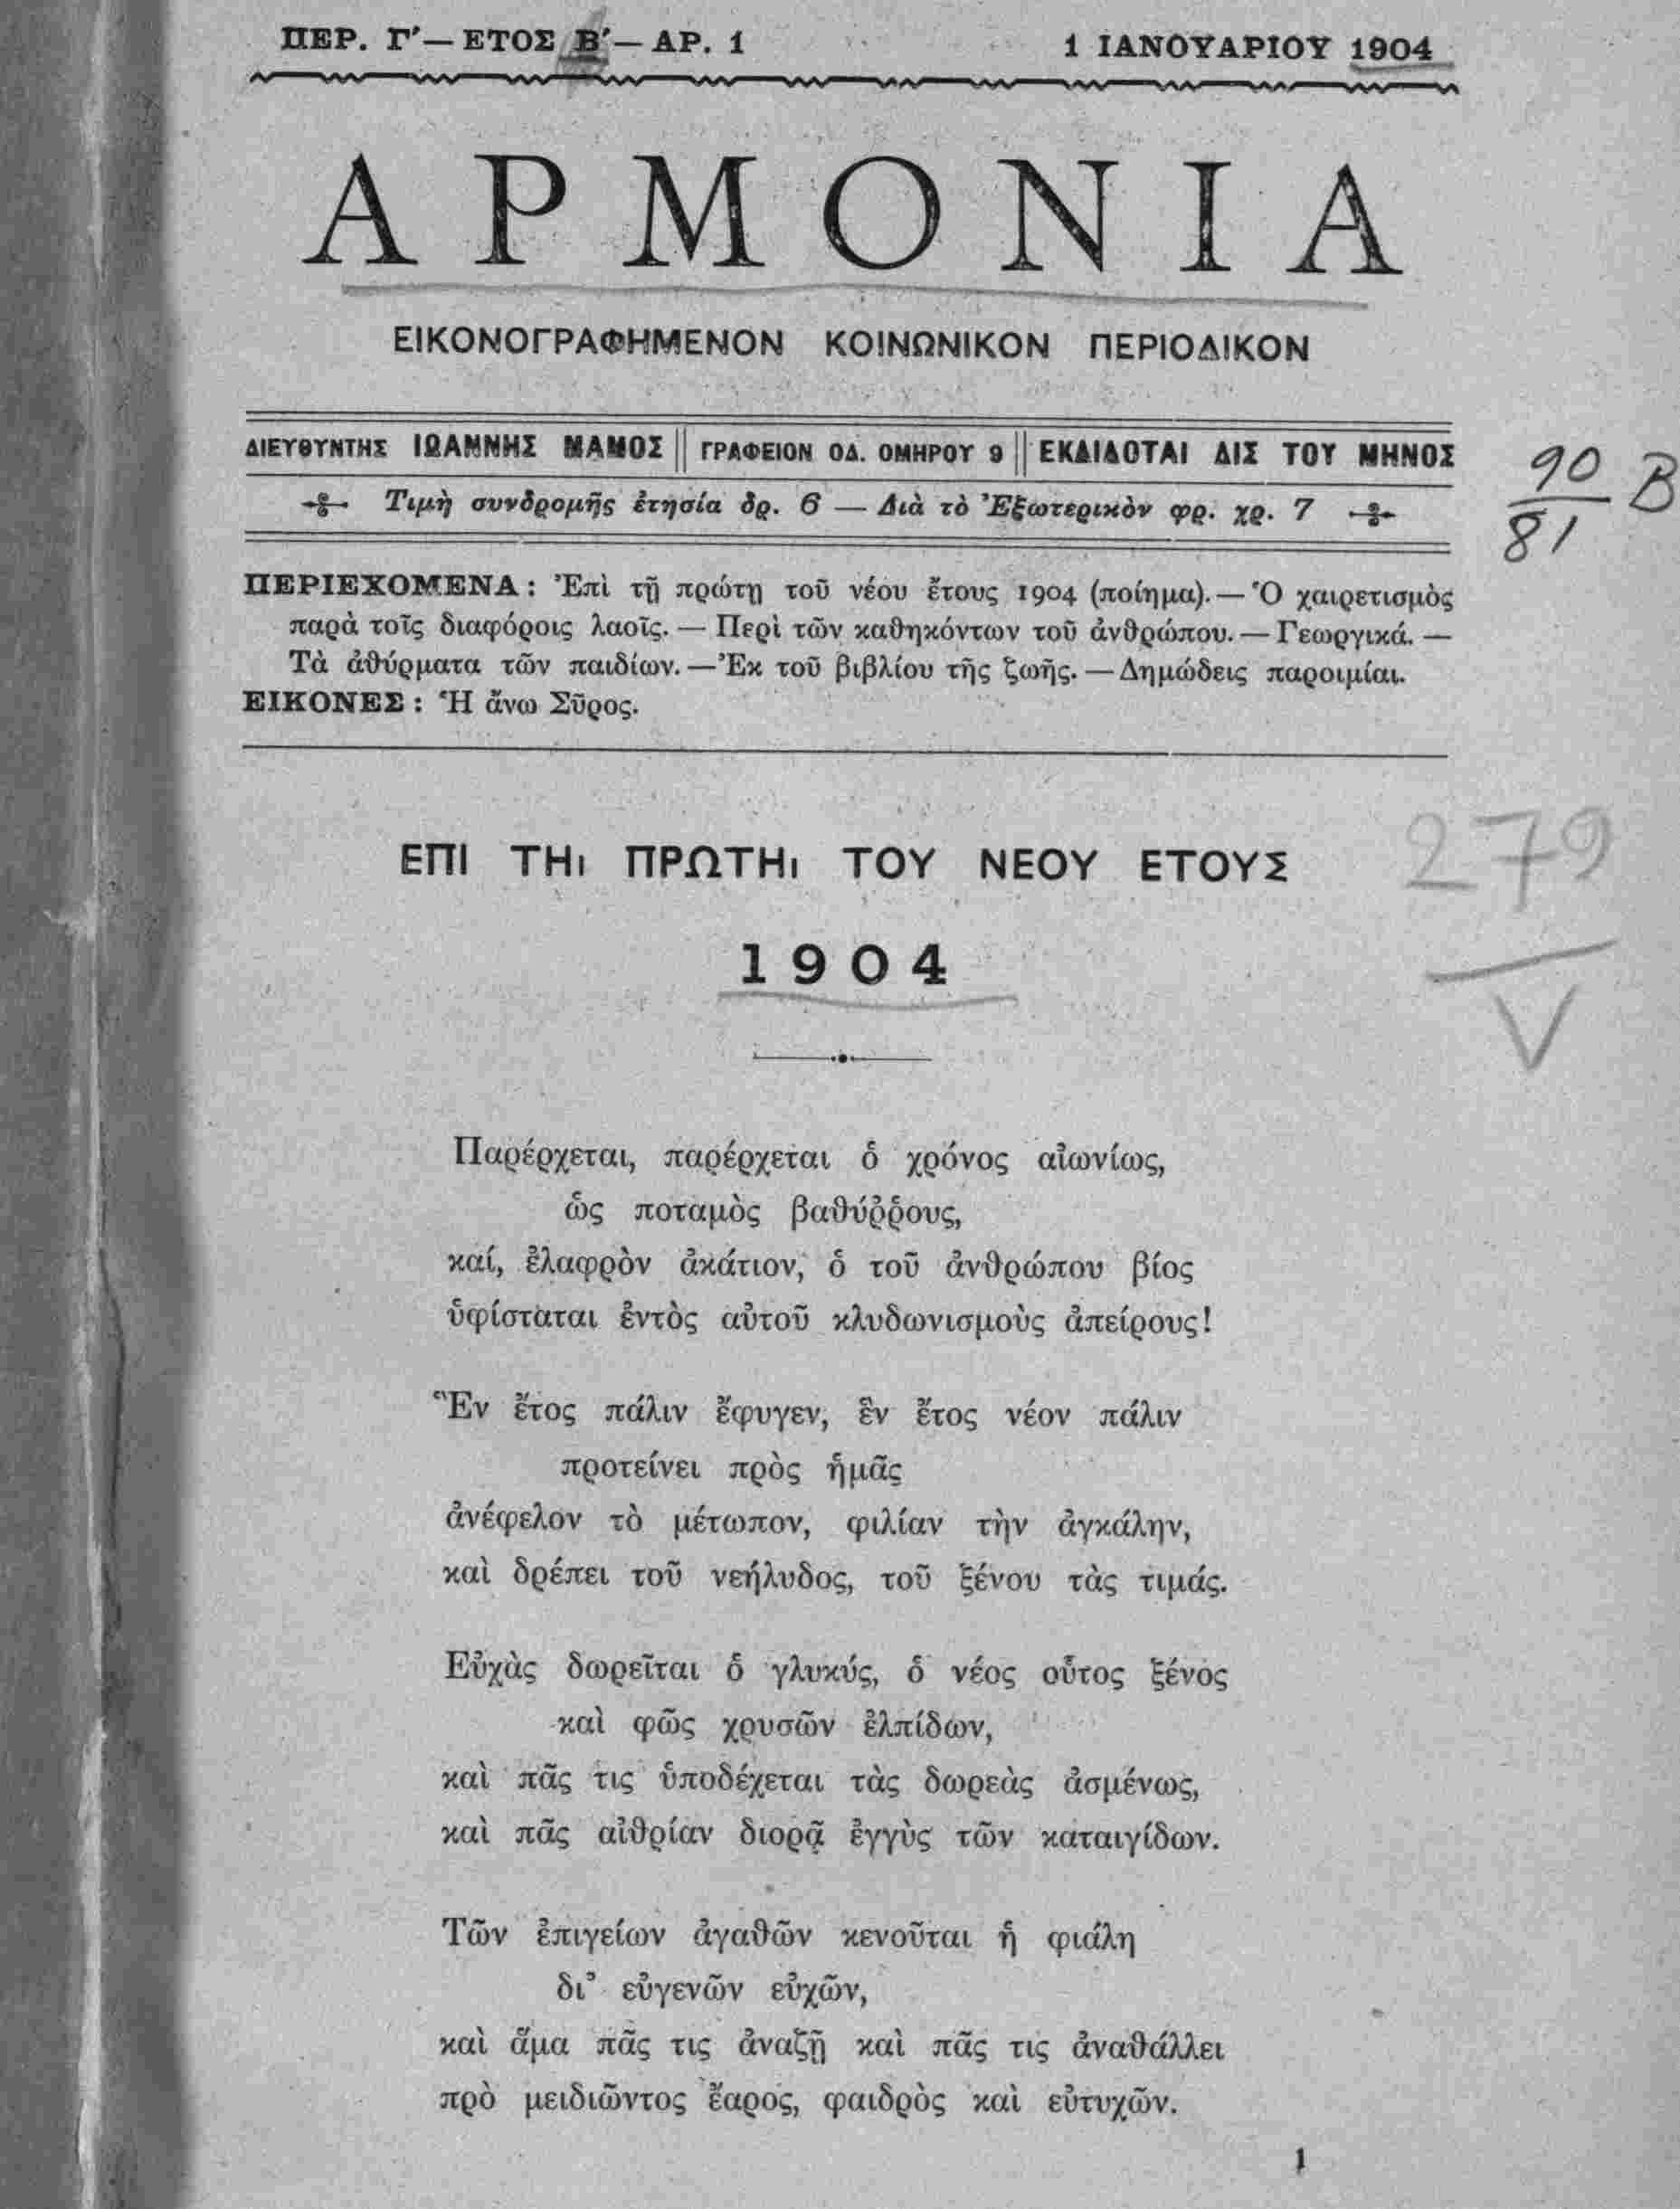 ΠΕΡ. Γ′— ΕΤΟΣ Β′— ΑΡ. 1
1 ΙΑΝΟΥΑΡΙΟΥ 1904
ΑΡΜΟΝΙΑ
ΕΙΚΟΝΟΓΡΑΦΗΜΕΝΟΝ ΚΟΙΝΩΝΙΚΟΝ ΠΕΡΙΟΔΙΚΟΝ
ΔΙΕΥΘΥΝΤΗΣ ΙΩΑΝΝΗΣ ΜΑΜΟΣ || ΓΡΑΦΕΙΟΝ ΟΔ. ΟΜΗΡΟΥ 9 || ΕΚΔΙΔΟΤΑΙ ΔΙΣ ΤΟΥ ΜΗΝΟΣ
Τιμὴ συνδρομῆς ἐτησία δρ. 6 — Διὰ τὸ Ἐξωτερικὸν φρ. χρ. 7
90 B
81
ΠΕΡΙΕΧΟΜΕΝΑ : Ἐπὶ τῇ πρώτῃ τοῦ νέου ἔτους 1904 (ποίημα).— Ὁ χαιρετισμὸς
παρὰ τοῖς διαφόροις λαοῖς. — Περὶ τῶν καθηκόντων τοῦ ἀνθρώπου. — Γεωργικά. —
Τὰ ἀθύρματα τῶν παιδίων. — Ἐκ τοῦ βιβλίου τῆς ζωῆς. — Δημώδεις παροιμίαι.
ΕΙΚΟΝΕΣ : Ἡ ἄνω Σῦρος.
ΕΠΙ ΤΗι ΠΡΩΤΗι ΤΟΥ ΝΕΟΥ ΕΤΟΥΣ
279
V
1904
Παρέρχεται, παρέρχεται ὁ χρόνος αἰωνίως,
ὡς ποταμὸς βαθύῤῥους,
καί, ἐλαφρὸν ἀκάτιον, ὁ τοῦ ἀνθρώπου βίος
ὑφίσταται ἐντὸς αὐτοῦ κλυδωνισμοὺς ἀπείρους!
Ἓν ἔτος πάλιν ἔφυγεν, ἓν ἔτος νέον πάλιν
προτείνει πρὸς ἡμᾶς
ἀνέφελον τὸ μέτωπον, φιλίαν τὴν ἀγκάλην,
καὶ δρέπει τοῦ νεήλυδος, τοῦ ξένου τὰς τιμάς.
Εὐχὰς δωρεῖται ὁ γλυκύς, ὁ νέος οὗτος ξένος
καὶ φῶς χρυσῶν ἐλπίδων,
καὶ πᾶς τις ὑποδέχεται τὰς δωρεὰς ἀσμένως,
καὶ πᾶς αἰθρίαν διορᾷ ἐγγὺς τῶν καταιγίδων.
Τῶν ἐπιγείων ἀγαθῶν κενοῦται ἡ φιάλη
δι' εὐγενῶν εὐχῶν,
καὶ ἅμα πᾶς τις ἀναζῇ καὶ πᾶς τις ἀναθάλλει
πρὸ μειδιῶντος ἔαρος, φαιδρὸς καὶ εὐτυχῶν.
1